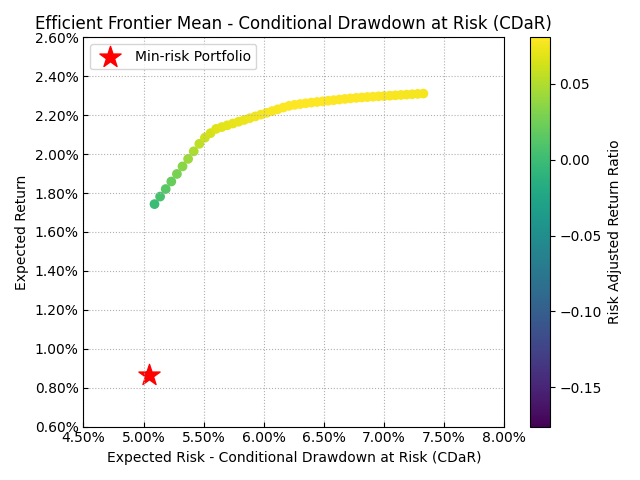 Efficient Frontier Mean - Conditional Drawdown at Risk (CDaR)
Min-risk Portfolio
Expected Return
2.60%
2.40%
2.20%
2.00%
1.80%
1.60%
1.40%
1.20%
1.00%
0.80%
0.60%
4.50% 5.00% 5.50% 6.00% 6.50% 7.00% 7.50% 8.00%
Expected Risk - Conditional Drawdown at Risk (CDaR)
0.05
0.00
−0.05
−0.10
−0.15
Risk Adjusted Return Ratio